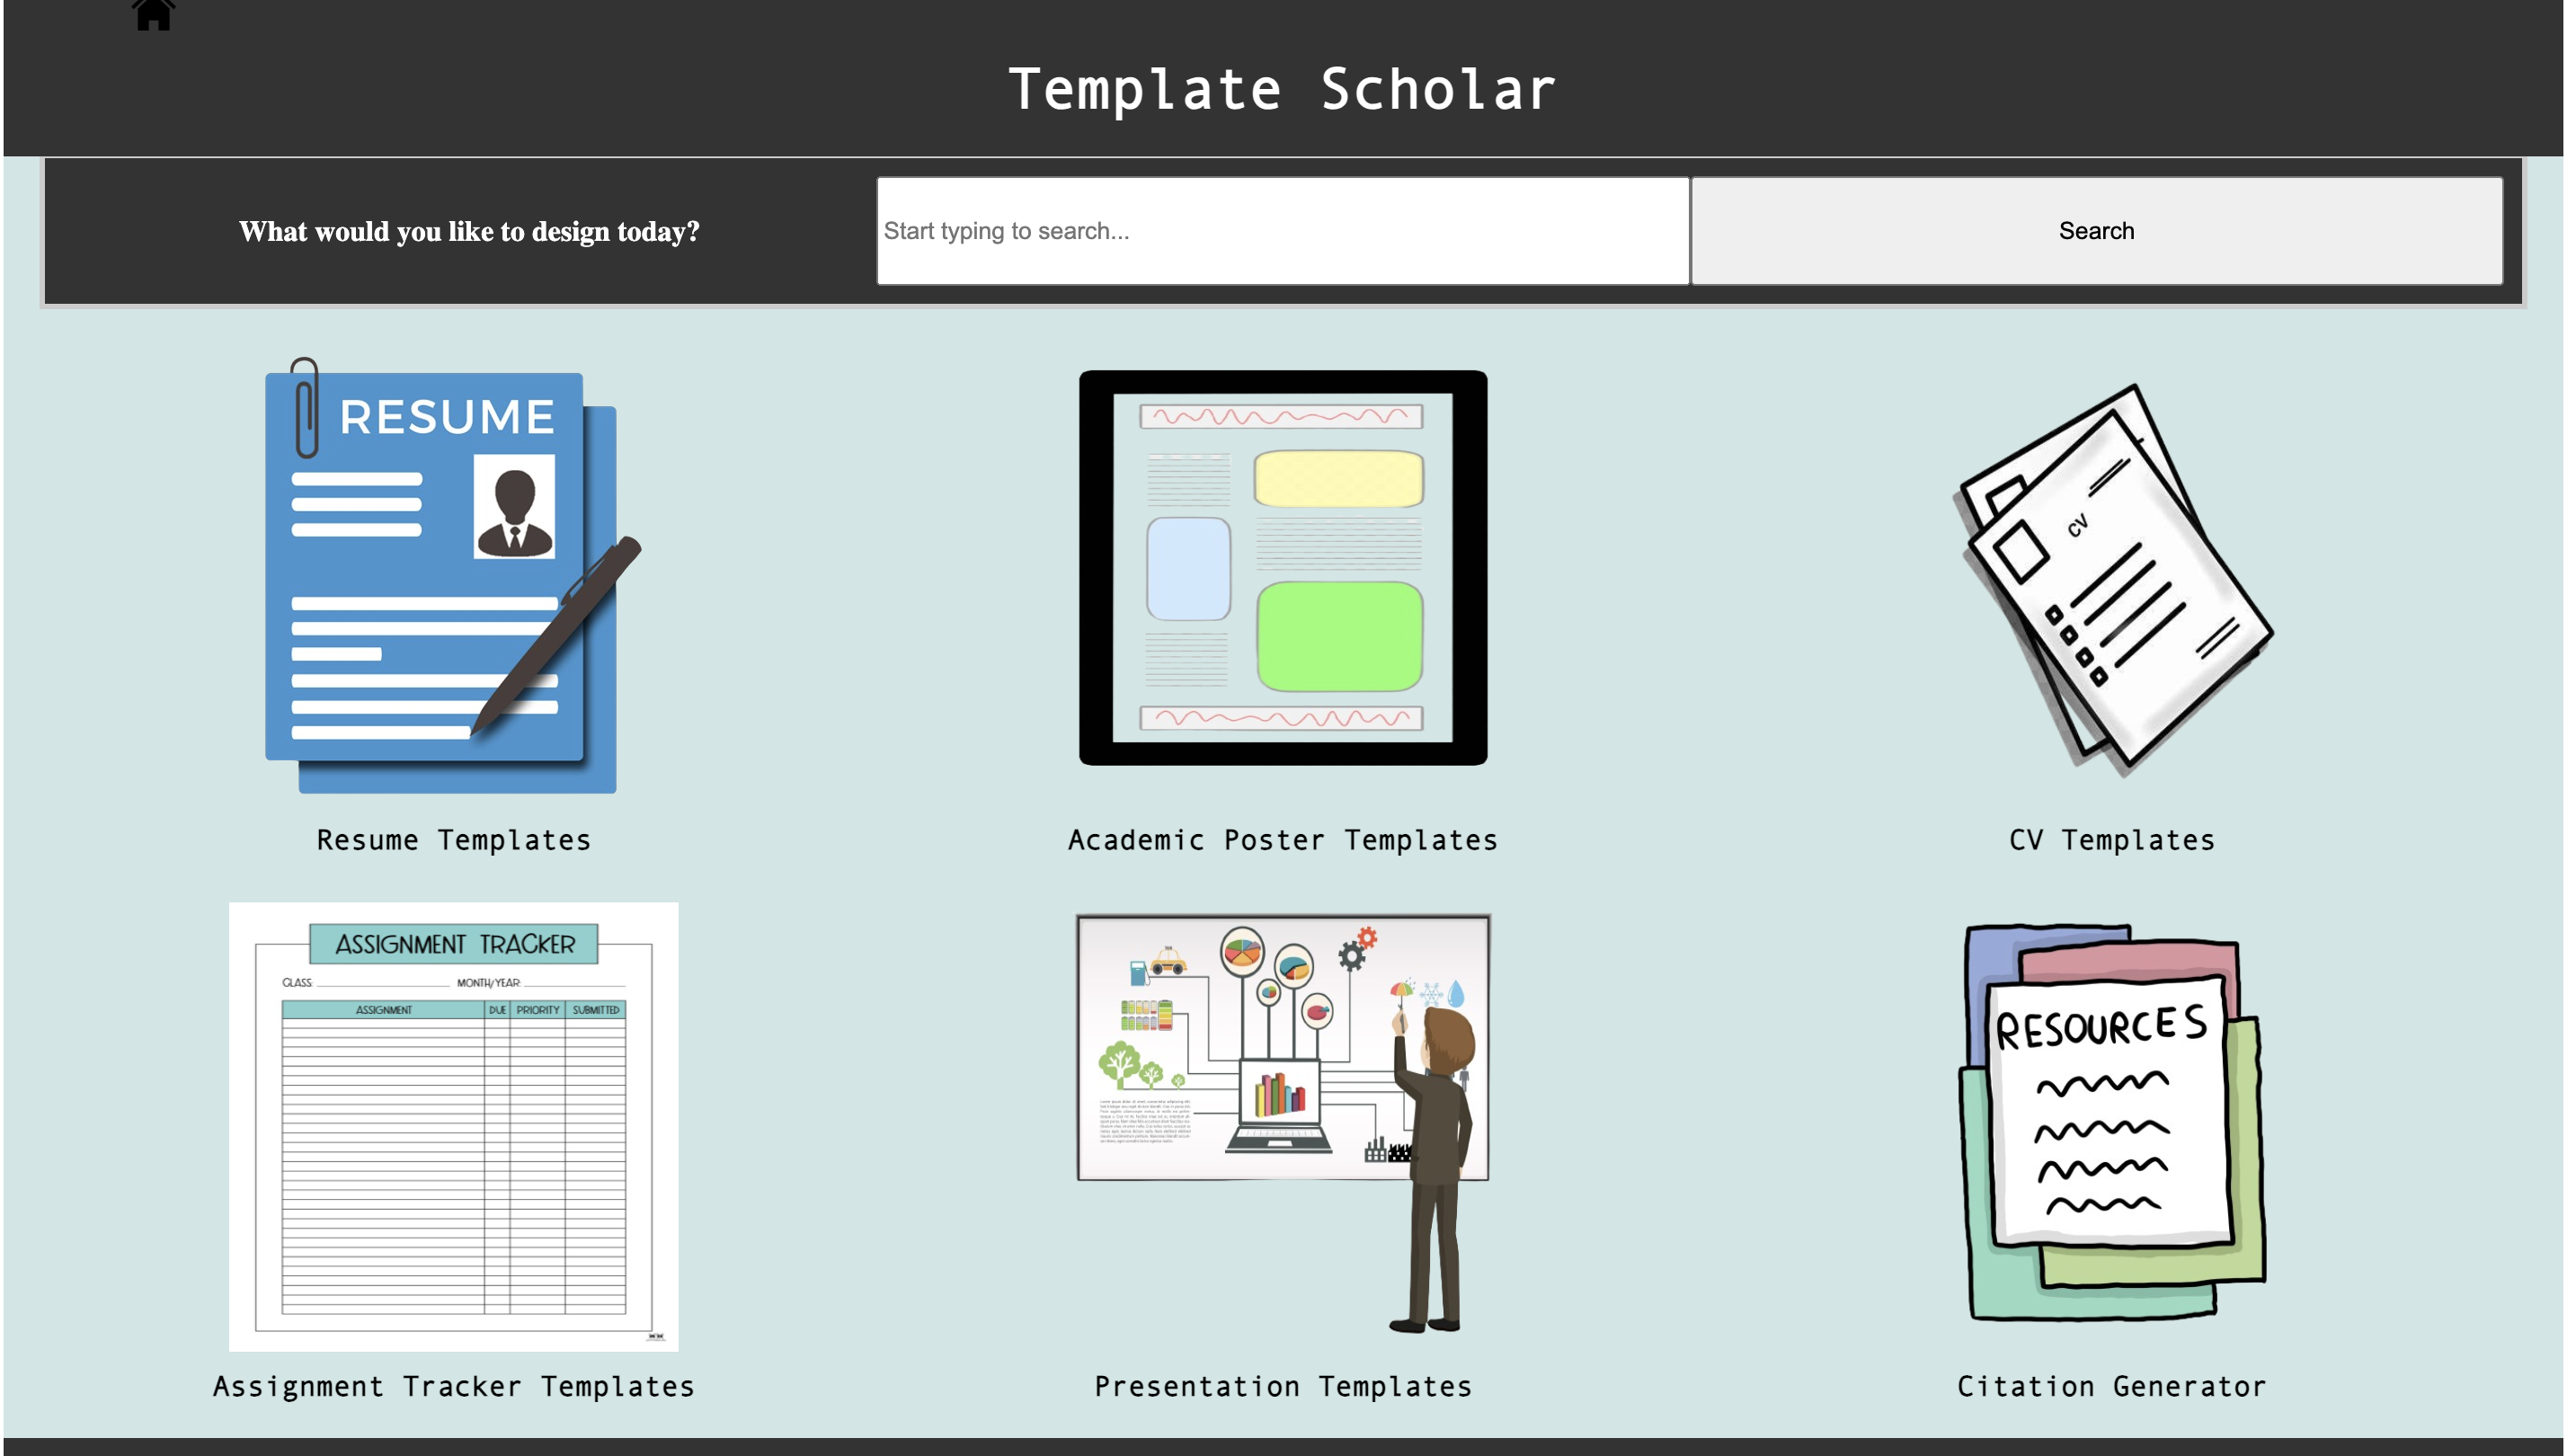 Template Scholar
What would you like to design today?
Start typing to search...
Search
RESUME
CV
Resume Templates
Academic Poster Templates
CV Templates
ASSIGNMENT TRACKER
CLASS: MONTH/YEAR:
ASSIGNMENT DUE PRIORITY SUBMITTED
RESOURCES
Assignment Tracker Templates
Presentation Templates
Citation Generator